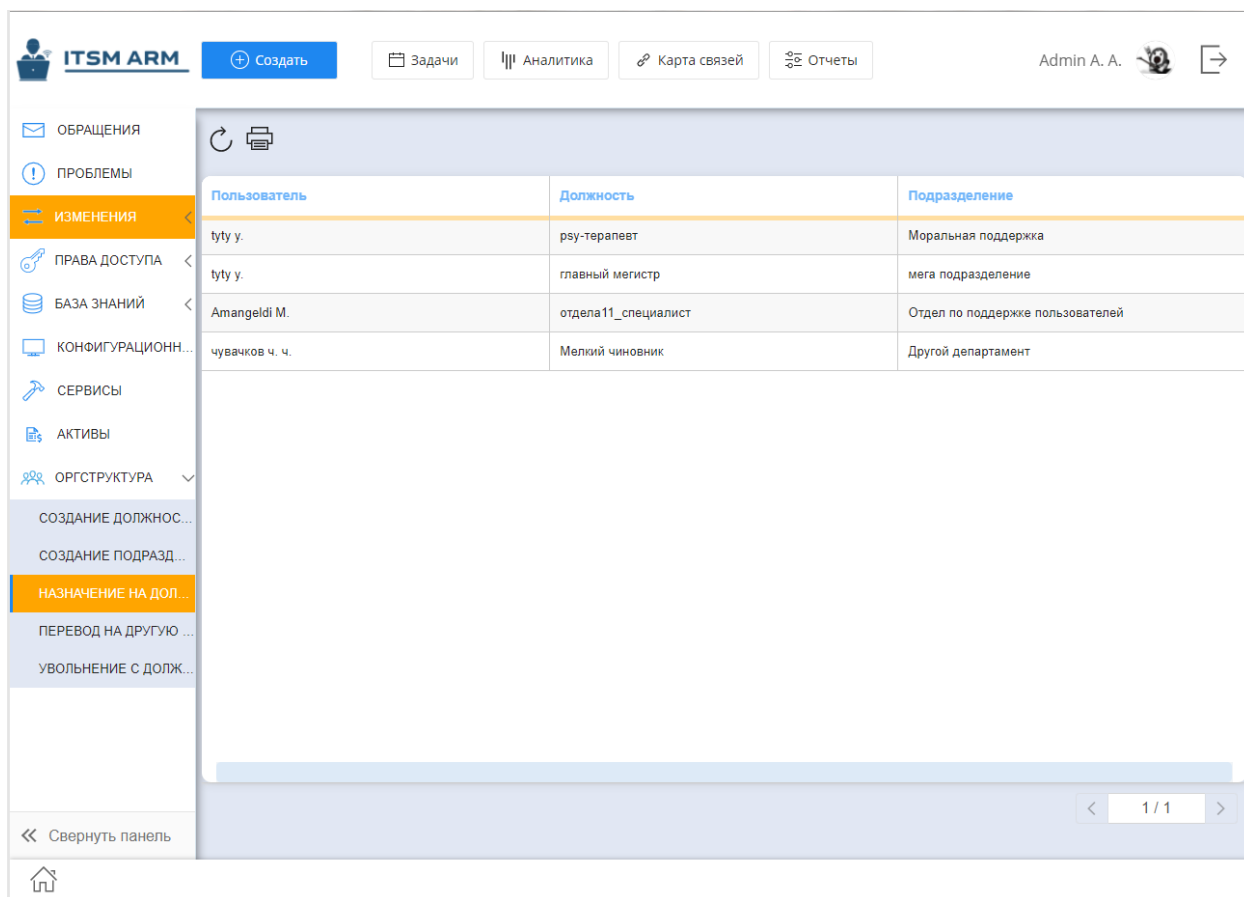 ITSM ARM
Создать
Задачи
Аналитика
Карта связей
Отчеты
Admin A. A.
ОБРАЩЕНИЯ
ПРОБЛЕМЫ
ИЗМЕНЕНИЯ
ПРАВА ДОСТУПА
БАЗА ЗНАНИЙ
КОНФИГУРАЦИОНН...
СЕРВИСЫ
АКТИВЫ
ОРГСТРУКТУРА
СОЗДАНИЕ ДОЛЖНОС...
СОЗДАНИЕ ПОДРАЗД...
НАЗНАЧЕНИЕ НА ДОЛ...
ПЕРЕВОД НА ДРУГУЮ ...
УВОЛЬНЕНИЕ С ДОЛЖ...
Свернуть панель
Пользователь Должность Подразделение
tyty y. psy-терапевт Моральная поддержка
tyty y. главный мегистр мега подразделение
Amangeldi M. отдела11_специалист Отдел по поддержке пользователей
чувачков ч. ч. Мелкий чиновник Другой департамент
1 / 1